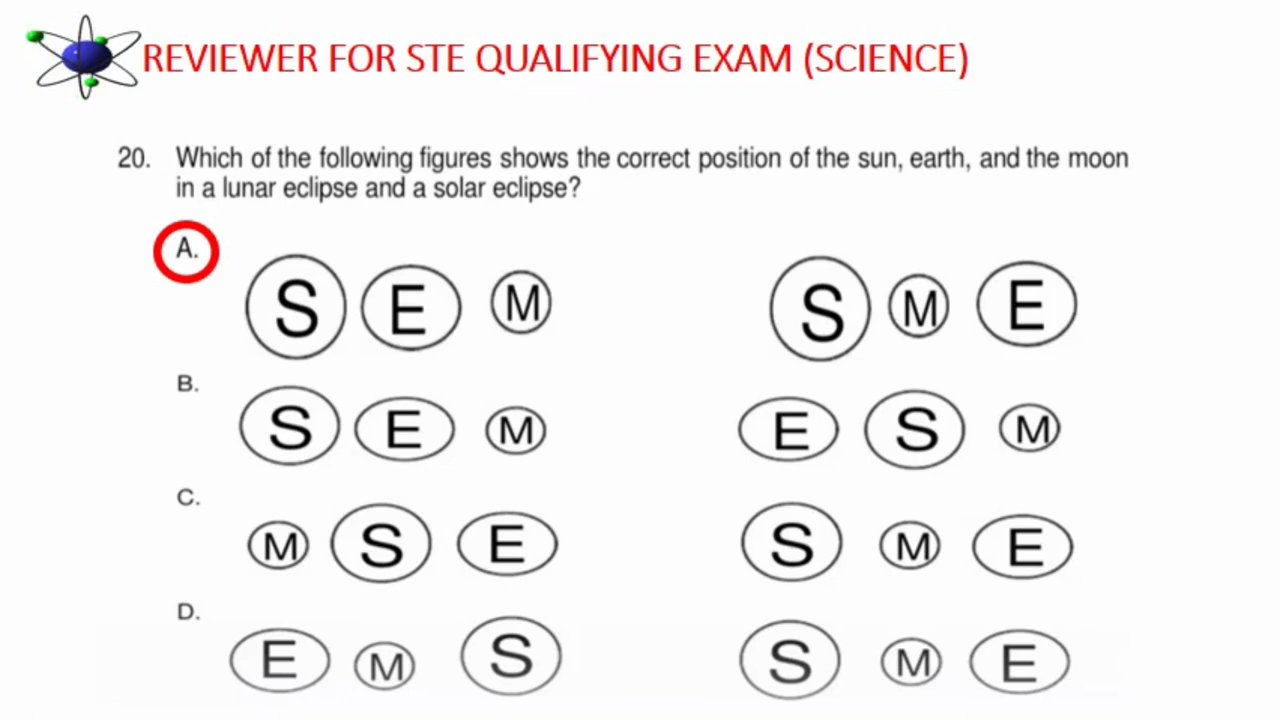 REVIEWER FOR STE QUALIFYING EXAM (SCIENCE)
20. Which of the following figures shows the correct position of the sun, earth, and the moon
in a lunar eclipse and a solar eclipse?
A.
S E M S M E
B.
S E M E S M
C.
M S E S M E
D.
E M S S M E